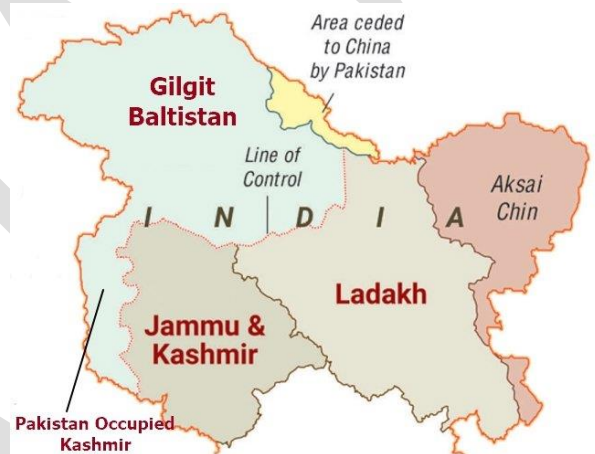 Area ceded
to China
by Pakistan
Gilgit
Baltistan
Line of
Control
Aksai
Chin
I N D I A
Ladakh
Jammu &
Kashmir
Pakistan Occupied
Kashmir